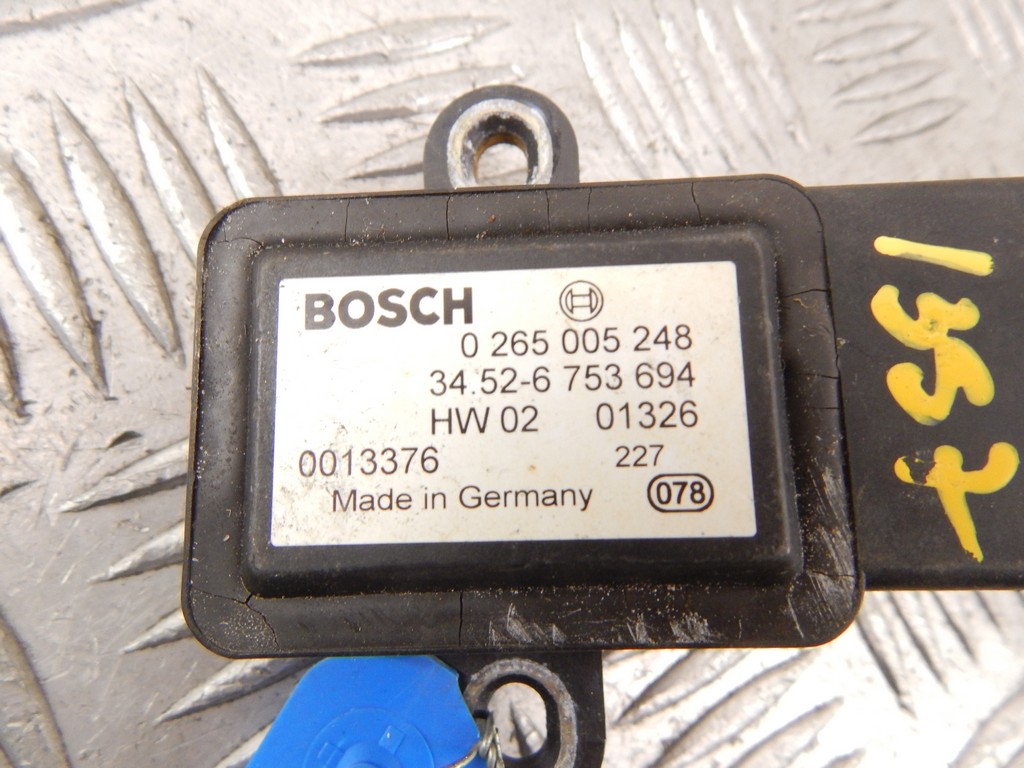 BOSCH
0 265 005 248
34.52-6 753 694
HW 02 01326
0013376 227
Made in Germany 078
1357